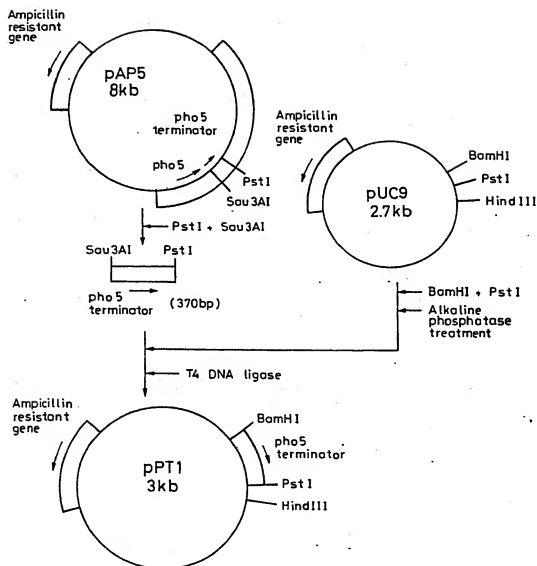 Ampicillin
resistant
gene
pAP5
8kb
pho5
terminator
pho5
PstI
Sau3AI
PstI + Sau3AI
Sau3AI PstI
pho5
terminator
(370bp)
Ampicillin
resistant
gene
pUC9
2.7kb
BamHI
PstI
HindIII
BamHI + PstI
Alkaline
phosphatase
treatment
T4 DNA ligase
Ampicillin
resistant
gene
pPT1
3kb
BamHI
pho5
terminator
PstI
HindIII